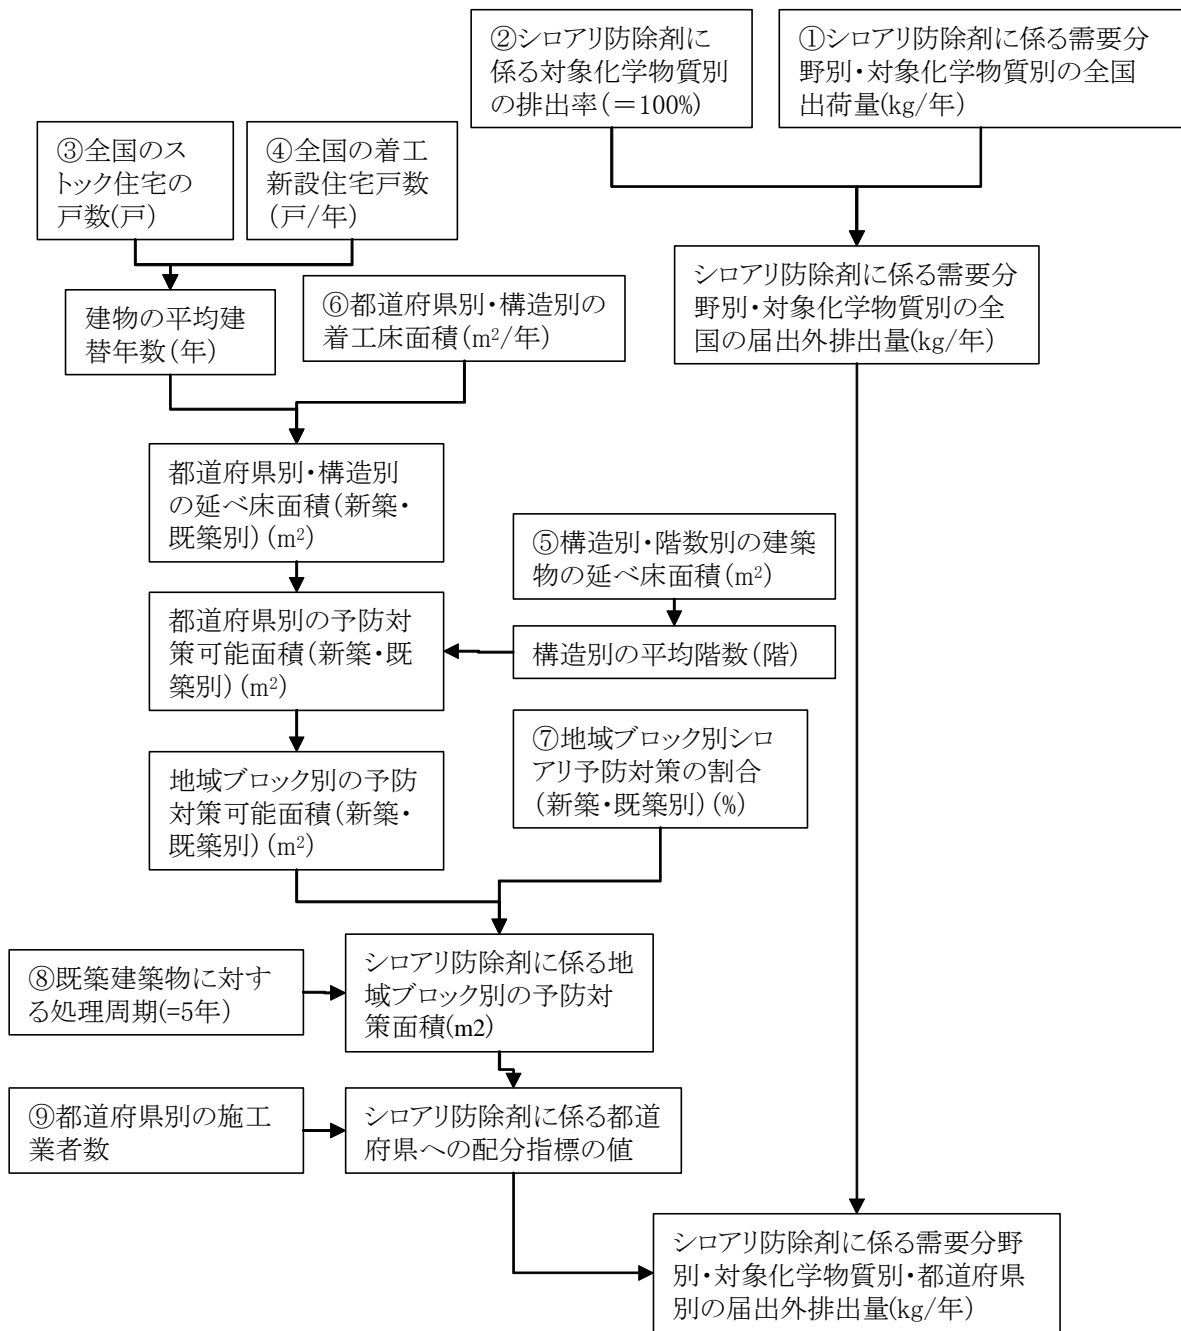 ②シロアリ防除剤に
係る対象化学物質別
の排出率(＝100%)
①シロアリ防除剤に係る需要分
野別・対象化学物質別の全国
出荷量(kg/年)
③全国のス
トック住宅の
戸数(戸)
④全国の着工
新設住宅戸数
(戸/年)
シロアリ防除剤に係る需要分
野別・対象化学物質別の全
国の届出外排出量(kg/年)
建物の平均建
替年数(年)
⑥都道府県別・構造別の
着工床面積(m²/年)
都道府県別・構造別
の延べ床面積(新築・
既築別)(m²)
⑤構造別・階数別の建築
物の延べ床面積(m²)
都道府県別の予防対
策可能面積(新築・既
築別)(m²)
構造別の平均階数(階)
⑦地域ブロック別シロ
アリ予防対策の割合
(新築・既築別)(%)
地域ブロック別の予防
対策可能面積(新築・
既築別)(m²)
⑧既築建築物に対す
る処理周期(=5年)
シロアリ防除剤に係る地
域ブロック別の予防対
策面積(m2)
⑨都道府県別の施工
業者数
シロアリ防除剤に係る都道
府県への配分指標の値
シロアリ防除剤に係る需要分野
別・対象化学物質別・都道府県
別の届出外排出量(kg/年)